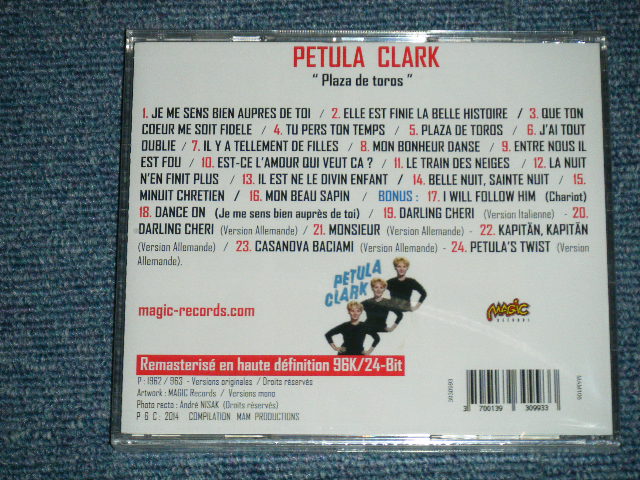 PETULA CLARK
“ Plaza de toros ”
1. JE ME SENS BIEN AUPRES DE TOI / 2. ELLE EST FINIE LA BELLE HISTOIRE / 3. QUE TON
COEUR ME SOIT FIDELE / 4. TU PERS TON TEMPS / 5. PLAZA DE TOROS / 6. J'AI TOUT
OUBLIE / 7. IL Y A TELLEMENT DE FILLES / 8. MON BONHEUR DANSE / 9. ENTRE NOUS IL
EST FOU / 10. EST-CE L'AMOUR QUI VEUT CA ? / 11. LE TRAIN DES NEIGES / 12. LA NUIT
N'EN FINIT PLUS / 13. IL EST NE LE DIVIN ENFANT / 14. BELLE NUIT, SAINTE NUIT / 15.
MINUIT CHRETIEN / 16. MON BEAU SAPIN / BONUS : 17. I WILL FOLLOW HIM (Chariot)
18. DANCE ON (Je me sens bien auprès de toi) / 19. DARLING CHERI (Version Italienne) - 20.
DARLING CHERI (Version Allemande) / 21. MONSIEUR (Version Allemande) - 22. KAPITÄN, KAPITÄN
(Version Allemande) / 23. CASANOVA BACIAMI (Version Allemande) - 24. PETULA'S TWIST (Version
Allemande).
PETULA
CLARK
magic-records.com
MAGIC
RECORDS
Remasterisé en haute définition 96K/24-Bit
P : 1962 / 963 - Versions originales / Droits réservés
Artwork : MAGIC Records / Versions mono
Photo recto : André NISAK (Droits réservés)
P & C : 2014 COMPILATION MAM PRODUCTIONS
3 700139 309933